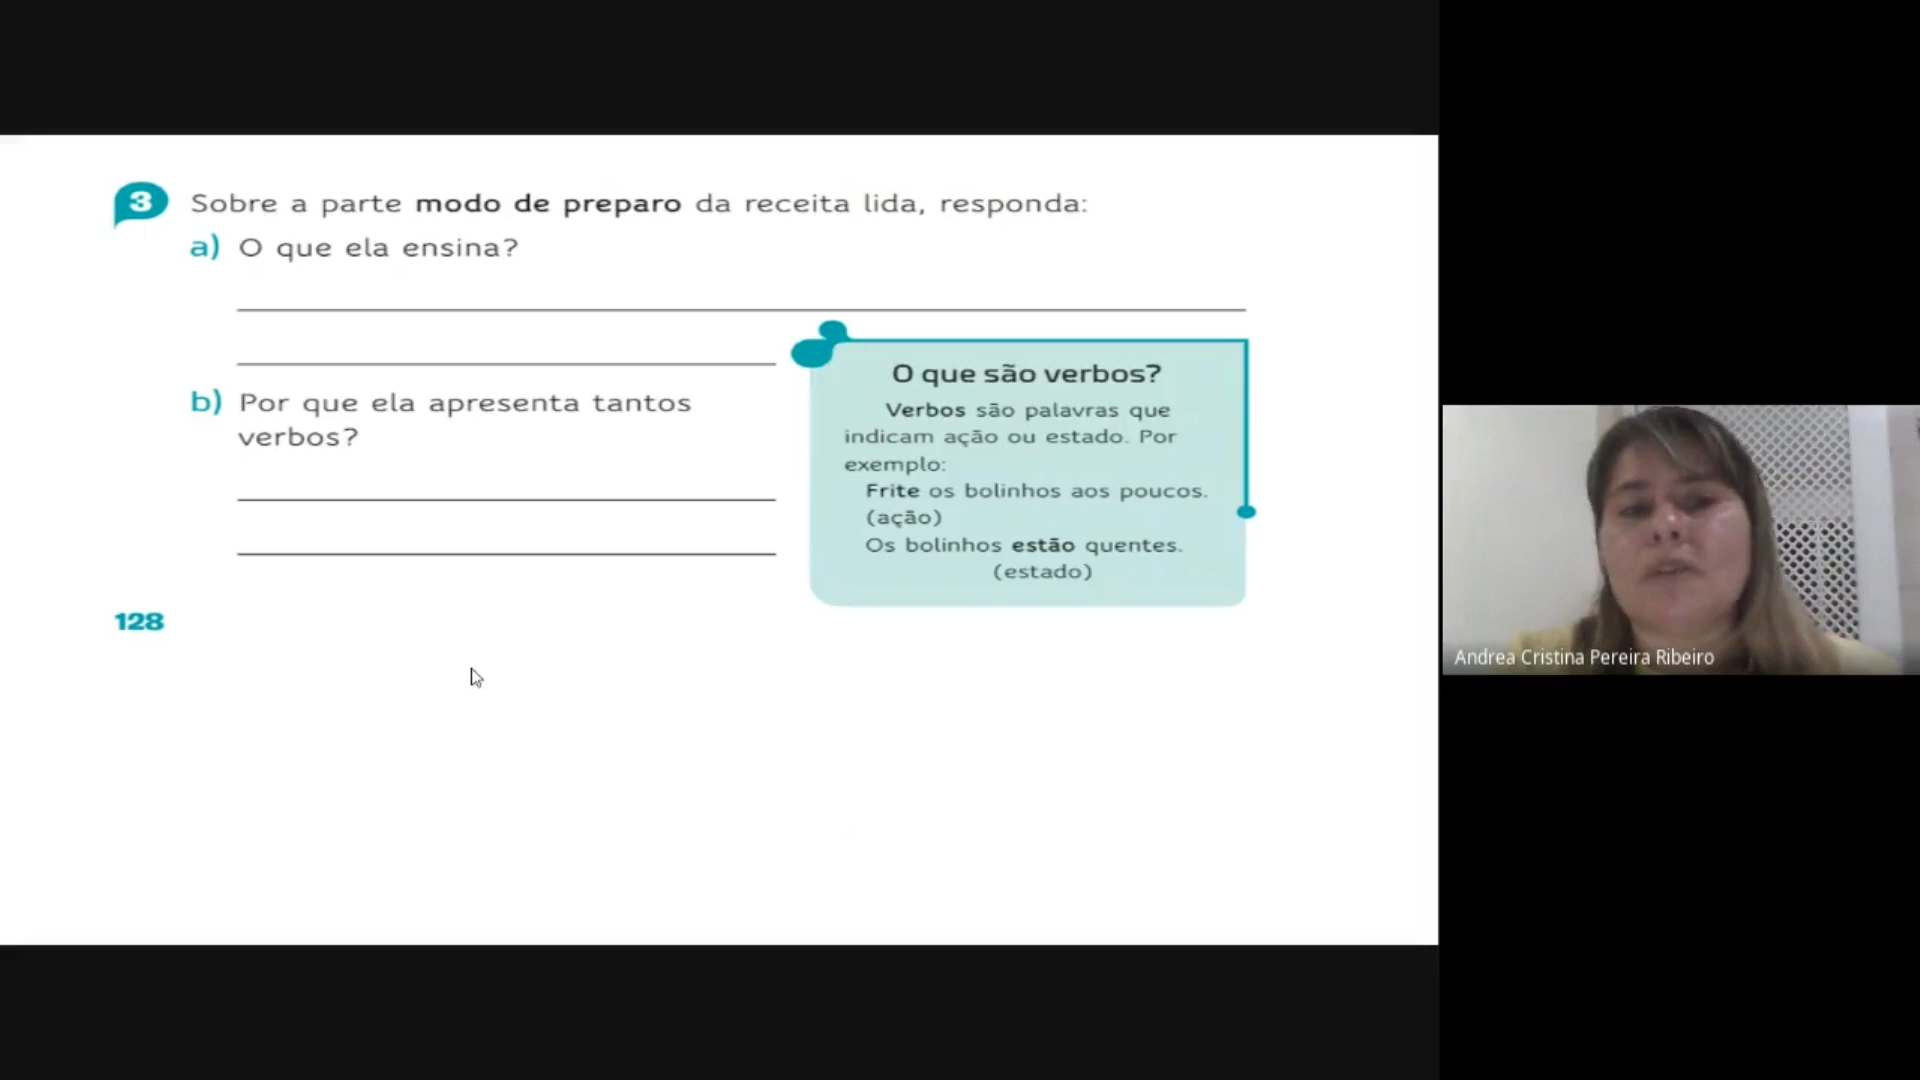 3 Sobre a parte modo de preparo da receita lida, responda:
a) O que ela ensina?
b) Por que ela apresenta tantos
verbos?
O que são verbos?
Verbos são palavras que
indicam ação ou estado. Por
exemplo:
Frite os bolinhos aos poucos.
(ação)
Os bolinhos estão quentes.
(estado)
128
Andrea Cristina Pereira Ribeiro